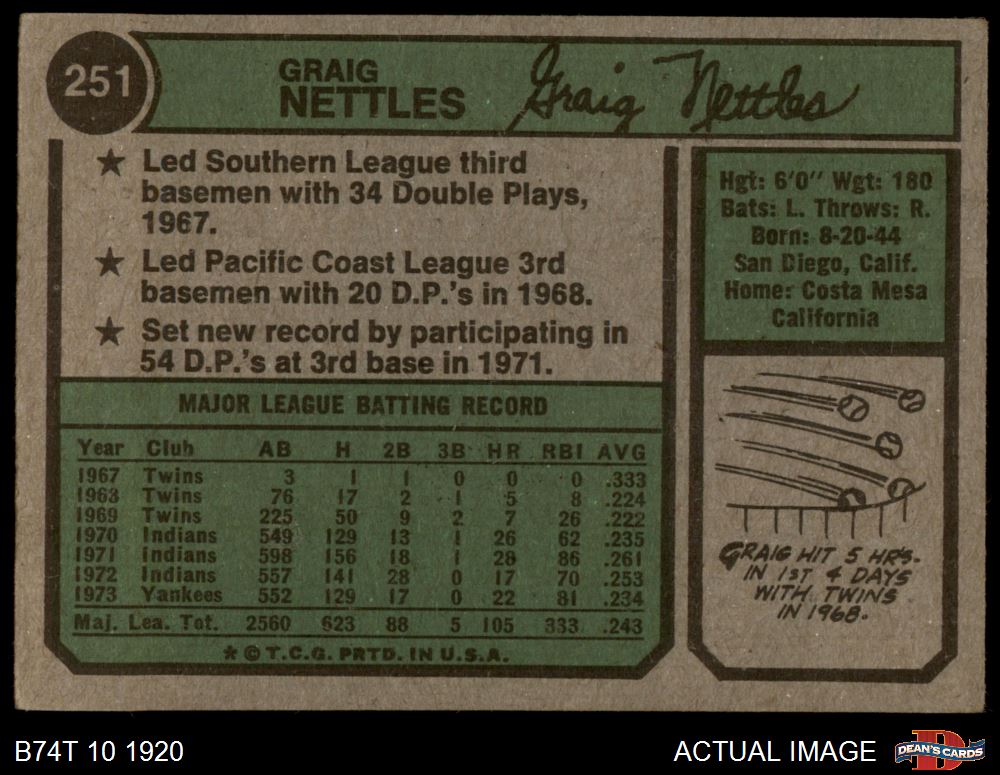 251
GRAIG
NETTLES
Graig Nettles
★ Led Southern League third
basemen with 34 Double Plays,
1967.
★ Led Pacific Coast League 3rd
basemen with 20 D.P.'s in 1968.
★ Set new record by participating in
54 D.P.'s at 3rd base in 1971.
MAJOR LEAGUE BATTING RECORD
Year Club AB H 2B 3B HR RBI AVG
1967 Twins 3 1 1 0 0 0 .333
1968 Twins 76 17 2 1 5 8 .224
1969 Twins 225 50 9 2 7 26 .222
1970 Indians 549 129 13 1 26 62 .235
1971 Indians 598 156 18 1 28 86 .261
1972 Indians 557 141 28 0 17 70 .253
1973 Yankees 552 129 17 0 22 81 .234
Maj. Lea. Tot. 2560 623 88 5 105 333 .243
★ © T.C.G. PRTD. IN U.S.A.
Hgt: 6'0" Wgt: 180
Bats: L. Throws: R.
Born: 8-20-44
San Diego, Calif.
Home: Costa Mesa
California
GRAIG HIT 5 HR'S.
IN 1ST 4 DAYS
WITH TWINS
IN 1968.
B74T 10 1920
ACTUAL IMAGE
DEAN'S CARDS